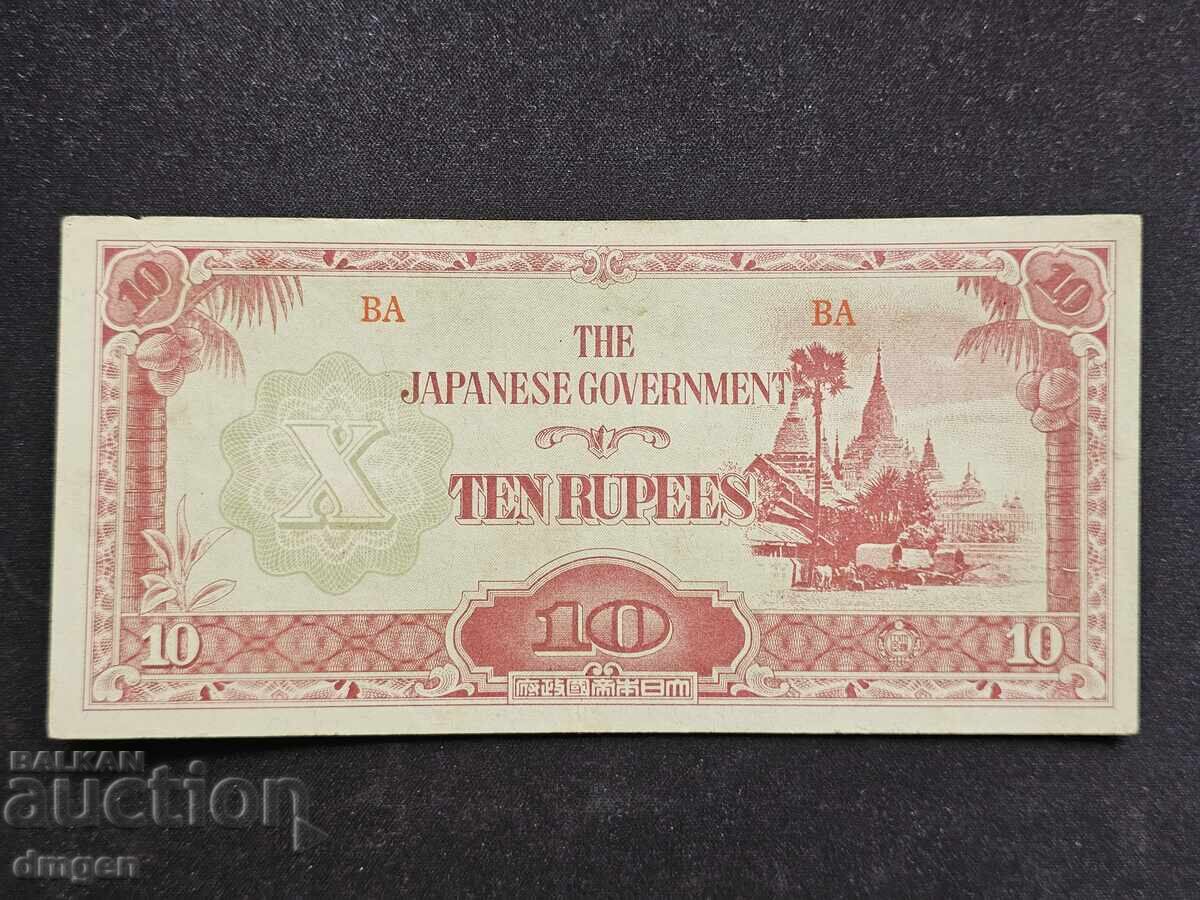 10 10
BA BA
THE
JAPANESE GOVERNMENT
X
TEN RUPEES
10 10 10
府政國帝本日大
BALKAN
auction
dmgen